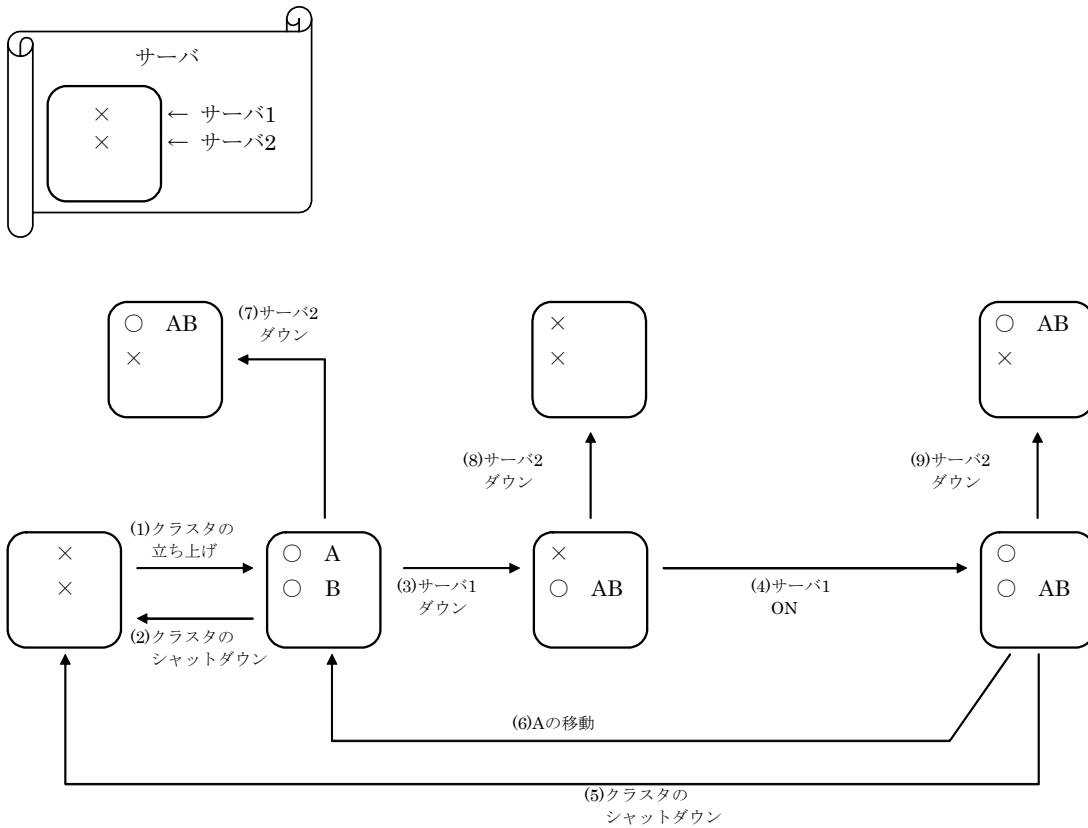 サーバ
× ← サーバ1
× ← サーバ2
○ AB
×
(7)サーバ2
ダウン
×
×
○ AB
×
(8)サーバ2
ダウン
(9)サーバ2
ダウン
×
×
(1)クラスタの
立ち上げ
(2)クラスタの
シャットダウン
○ A
○ B
(3)サーバ1
ダウン
×
○ AB
(4)サーバ1
ON
○
○ AB
(6)Aの移動
(5)クラスタの
シャットダウン